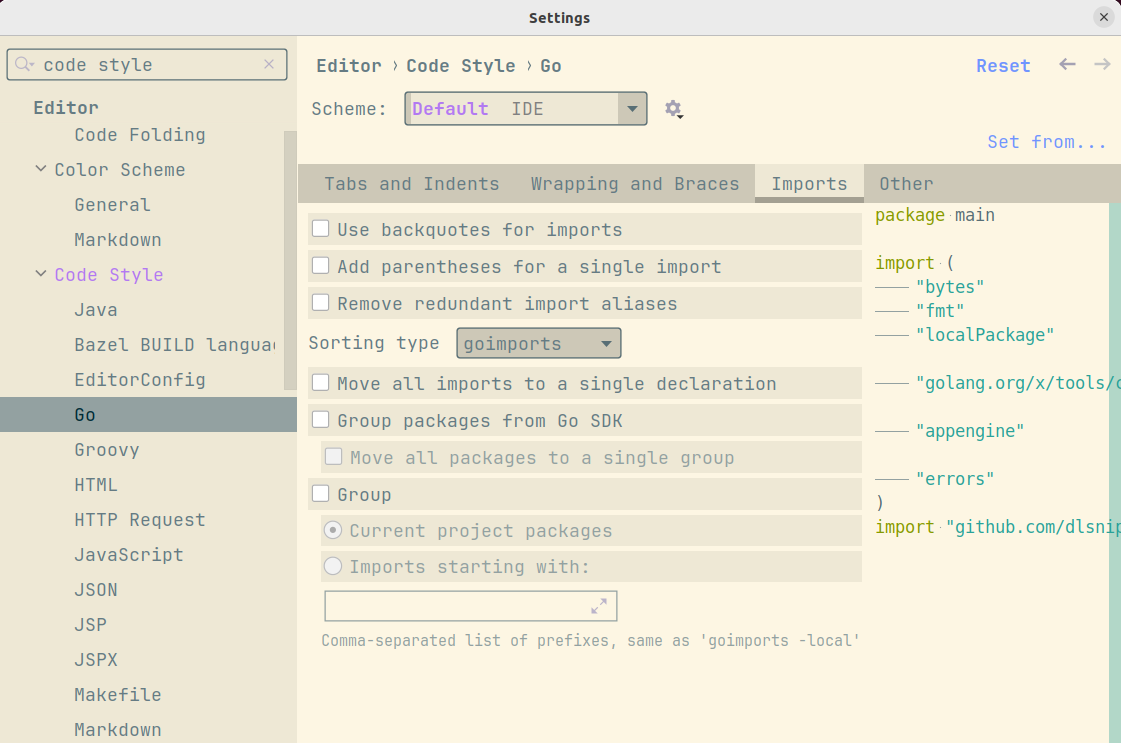 Settings
code style
Editor
Code Folding
Color Scheme
General
Markdown
Code Style
Java
Bazel BUILD
EditorConfig
Go
Groovy
HTML
HTTP Request
JavaScript
JSON
JSP
JSPX
Makefile
Markdown
Editor › Code Style › Go
Reset
Scheme: Default IDE
Set from...
Tabs and Indents
Wrapping and Braces
Imports
Other
Use backquotes for imports
Add parentheses for a single import
Remove redundant import aliases
Sorting type goimports
Move all imports to a single declaration
Group packages from Go SDK
Move all packages to a single group
Group
Current project packages
Imports starting with:
Comma-separated list of prefixes, same as 'goimports -local'
package main
import (
"bytes"
"fmt"
"localPackage"
"golang.org/x/tools/
"appengine"
"errors"
)
import "github.com/